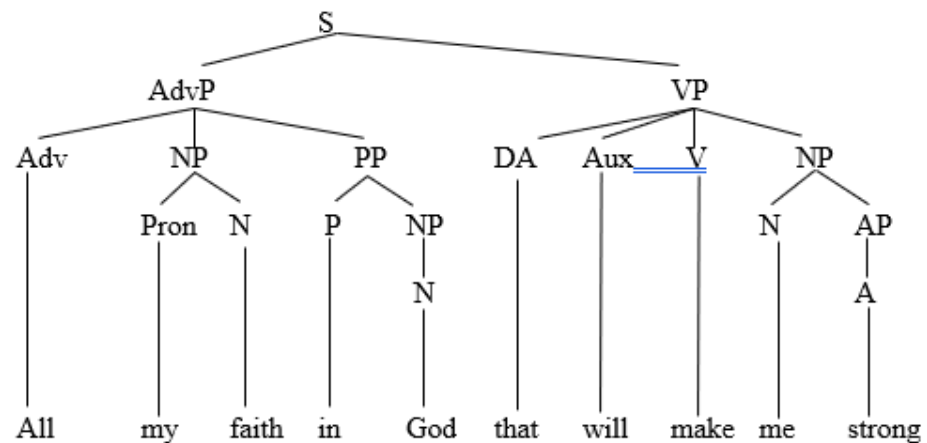 S
AdvP VP
Adv NP PP DA Aux V NP
Pron N P NP N AP
N A
All my faith in God that will make me strong